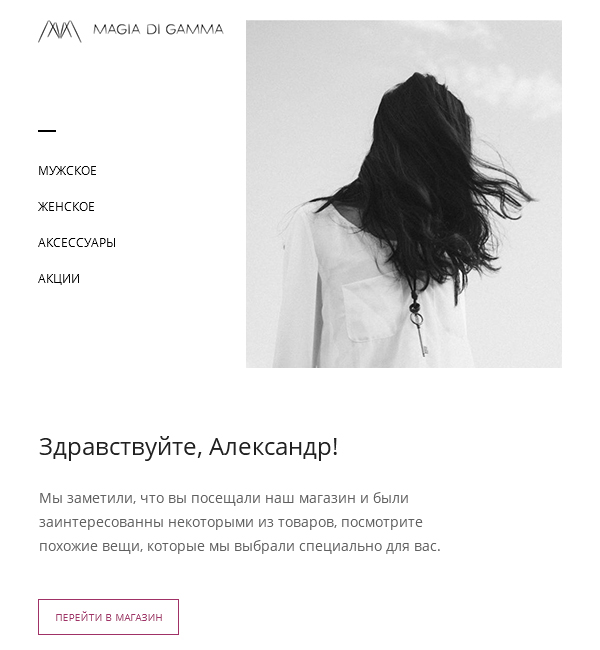 MAGIA DI GAMMA
МУЖСКОЕ
ЖЕНСКОЕ
АКСЕССУАРЫ
АКЦИИ
Здравствуйте, Александр!
Мы заметили, что вы посещали наш магазин и были
заинтересованны некоторыми из товаров, посмотрите
похожие вещи, которые мы выбрали специально для вас.
ПЕРЕЙТИ В МАГАЗИН